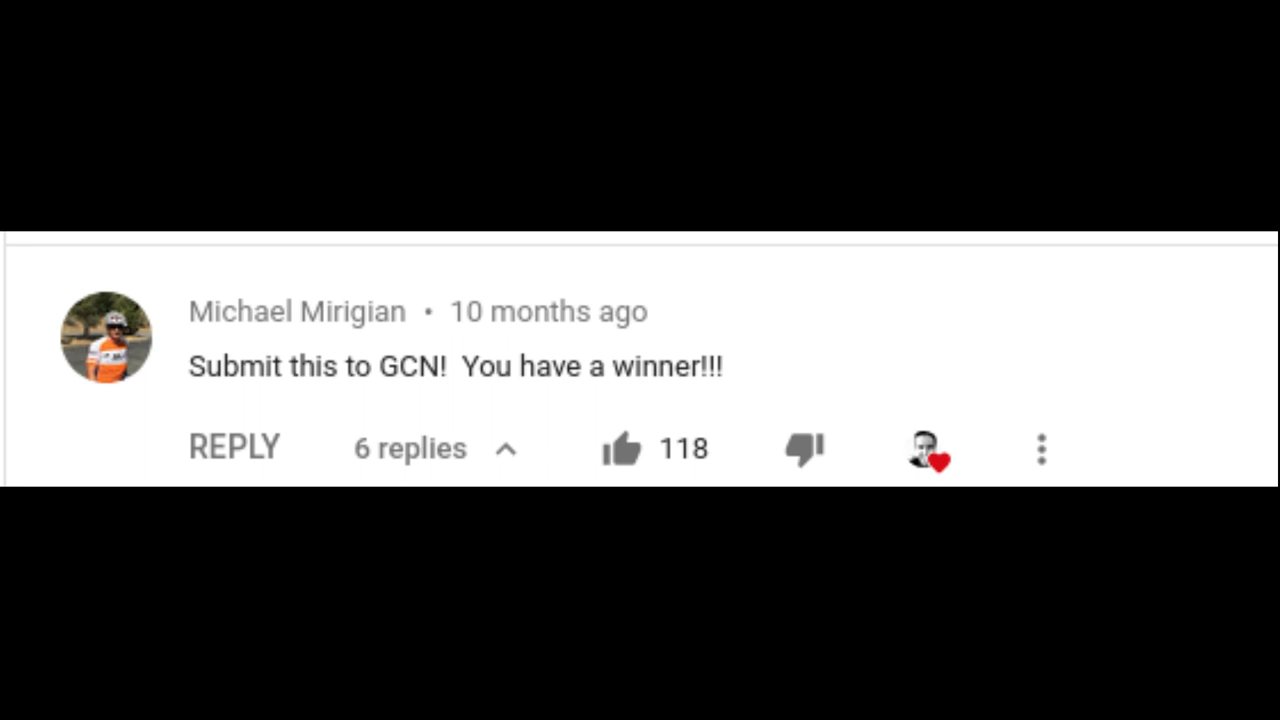 Michael Mirigian • 10 months ago
Submit this to GCN!  You have a winner!!!
REPLY 6 replies 118